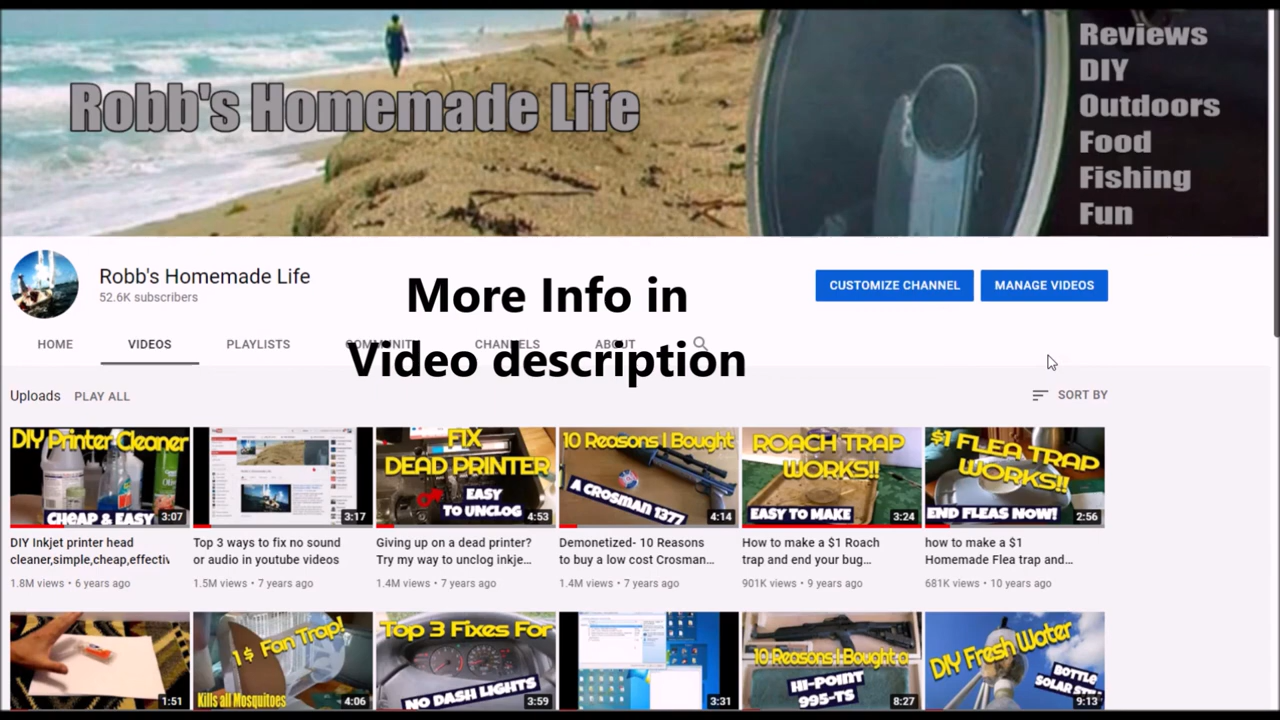 Reviews
DIY
Outdoors
Food
Fishing
Fun
Robb's Homemade Life
Robb's Homemade Life
52.6K subscribers
More Info in
Video description
CUSTOMIZE CHANNEL
MANAGE VIDEOS
HOME
VIDEOS
PLAYLISTS
COMMUNITY
CHANNELS
ABOUT
Uploads
PLAY ALL
SORT BY
DIY Printer Cleaner
CHEAP & EASY
3:07
DIY Inkjet printer head
cleaner,simple,cheap,effectiv
1.8M views • 6 years ago
3:17
Top 3 ways to fix no sound
or audio in youtube videos
1.5M views • 7 years ago
FIX
DEAD PRINTER
EASY
TO UNCLOG
4:53
Giving up on a dead printer?
Try my way to unclog inkje...
1.4M views • 7 years ago
10 Reasons I Bought
A CROSMAN 1377
4:14
Demonetized- 10 Reasons
to buy a low cost Crosman...
1.4M views • 7 years ago
ROACH TRAP
WORKS!!
EASY TO MAKE
3:24
How to make a $1 Roach
trap and end your bug...
901K views • 9 years ago
$1 FLEA TRAP
WORKS!!
END FLEAS NOW!
2:56
how to make a $1
Homemade Flea trap and...
681K views • 10 years ago
1:51
1$ Fan Trap!
Kills all Mosquitoes
4:06
Top 3 Fixes For
NO DASH LIGHTS
3:59
3:31
10 Reasons I Bought a
HI-POINT
995-TS
8:27
DIY Fresh Water
BOTTLE
SOLAR
9:13